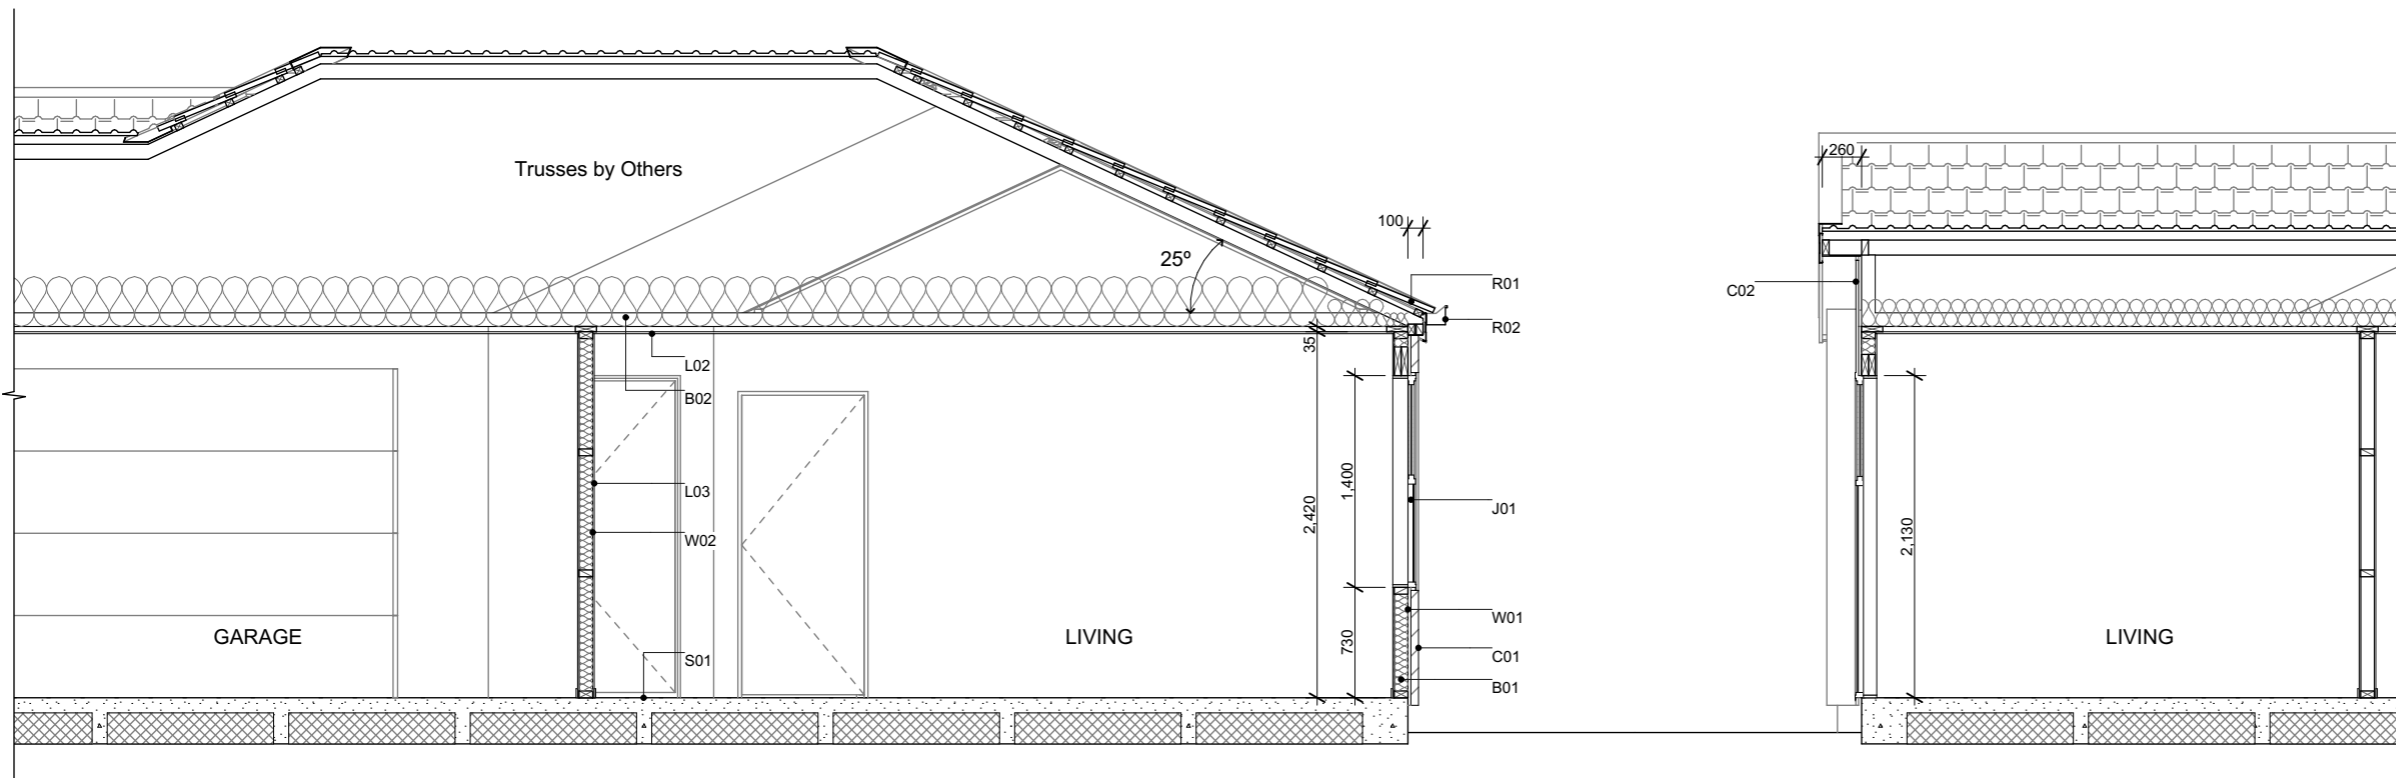 260
Trusses by Others
100
25º
R01
C02
R02
35
L02
B02
1,400
L03
2,420
J01
W02
2,130
W01
GARAGE
LIVING
LIVING
730
C01
S01
B01